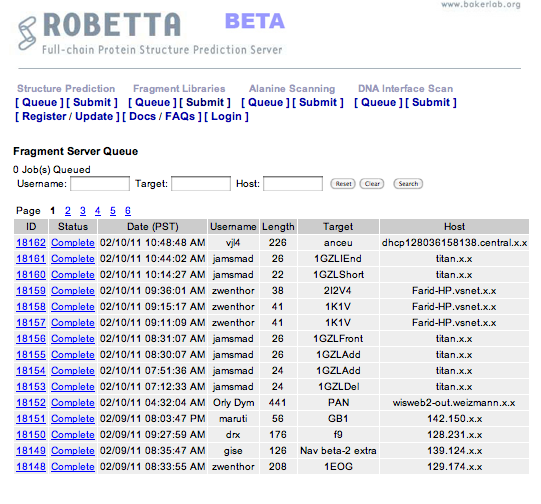 www.bakerlab.org
ROBETTA BETA
Full-chain Protein Structure Prediction Server
Structure Prediction Fragment Libraries Alanine Scanning DNA Interface Scan
[ Queue ] [ Submit ] [ Queue ] [ Submit ] [ Queue ] [ Submit ] [ Queue ] [ Submit ]
[ Register / Update ] [ Docs / FAQs ] [ Login ]
Fragment Server Queue
0 Job(s) Queued
Username: Target: Host: Reset Clear Search
Page 1 2 3 4 5 6
ID Status Date (PST) Username Length Target Host
18162 Complete 02/10/11 10:48:48 AM vjl4 226 anceu dhcp128036158138.central.x.x
18161 Complete 02/10/11 10:44:02 AM jamsmad 26 1GZLIEnd titan.x.x
18160 Complete 02/10/11 10:14:27 AM jamsmad 22 1GZLShort titan.x.x
18159 Complete 02/10/11 09:36:01 AM zwenthor 38 2I2V4 Farid-HP.vsnet.x.x
18158 Complete 02/10/11 09:15:17 AM zwenthor 41 1K1V Farid-HP.vsnet.x.x
18157 Complete 02/10/11 09:11:09 AM zwenthor 41 1K1V Farid-HP.vsnet.x.x
18156 Complete 02/10/11 08:31:07 AM jamsmad 24 1GZLFront titan.x.x
18155 Complete 02/10/11 08:30:07 AM jamsmad 26 1GZLAdd titan.x.x
18154 Complete 02/10/11 07:51:36 AM jamsmad 24 1GZLAdd titan.x.x
18153 Complete 02/10/11 07:12:33 AM jamsmad 24 1GZLDel titan.x.x
18152 Complete 02/10/11 04:32:04 AM Orly Dym 441 PAN wisweb2-out.weizmann.x.x
18151 Complete 02/09/11 08:03:47 PM maruti 56 GB1 142.150.x.x
18150 Complete 02/09/11 09:27:59 AM drx 176 f9 128.231.x.x
18149 Complete 02/09/11 08:35:47 AM gise 126 Nav beta-2 extra 139.124.x.x
18148 Complete 02/09/11 08:33:55 AM zwenthor 208 1EOG 129.174.x.x